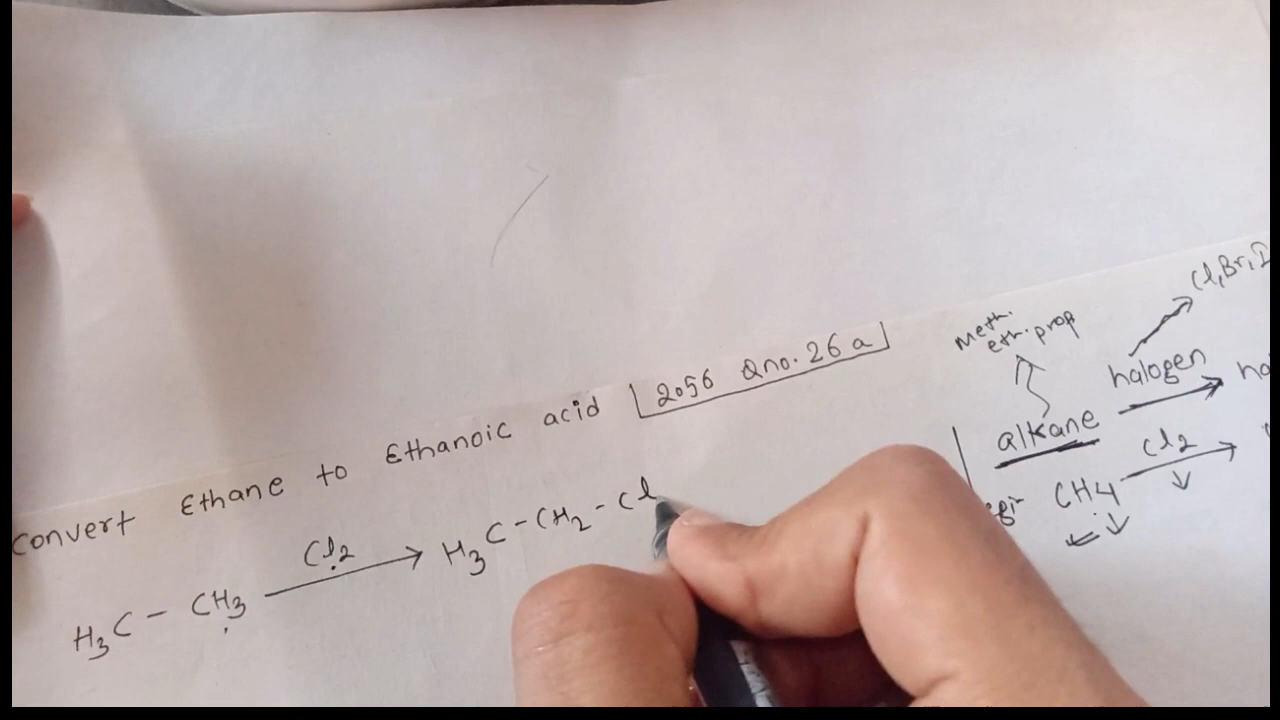 Convert Ethane to Ethanoic acid 2056 Qno. 26 a
Cl2
H3C - CH3 → H3C - CH2 - Cl
Meth.
eth. prop
Cl, Br, I
alkane halogen
Cl2
CH4